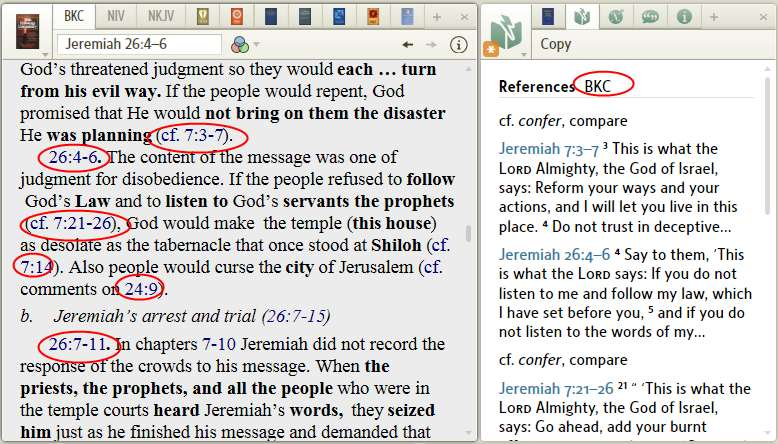 BKC NIV NKJV
Jeremiah 26:4–6
God's threatened judgment so they would each … turn
from his evil way. If the people would repent, God
promised that He would not bring on them the disaster
He was planning (cf. 7:3-7).
26:4-6. The content of the message was one of
judgment for disobedience. If the people refused to follow
God's Law and to listen to God's servants the prophets
(cf. 7:21-26), God would make the temple (this house)
as desolate as the tabernacle that once stood at Shiloh (cf.
7:14). Also people would curse the city of Jerusalem (cf.
comments on 24:9).
b. Jeremiah's arrest and trial (26:7-15)
26:7-11. In chapters 7-10 Jeremiah did not record the
response of the crowds to his message. When the
priests, the prophets, and all the people who were in
the temple courts heard Jeremiah's words, they seized
him just as he finished his message and demanded that
Copy
References BKC
cf. confer, compare
Jeremiah 7:3–7 ³ This is what the
LORD Almighty, the God of Israel,
says: Reform your ways and your
actions, and I will let you live in this
place. ⁴ Do not trust in deceptive...
Jeremiah 26:4–6 ⁴ Say to them, 'This
is what the LORD says: If you do not
listen to me and follow my law, which
I have set before you, ⁵ and if you do
not listen to the words of my...
cf. confer, compare
Jeremiah 7:21–26 ²¹ " 'This is what the
LORD Almighty, the God of Israel,
says: Go ahead, add your burnt